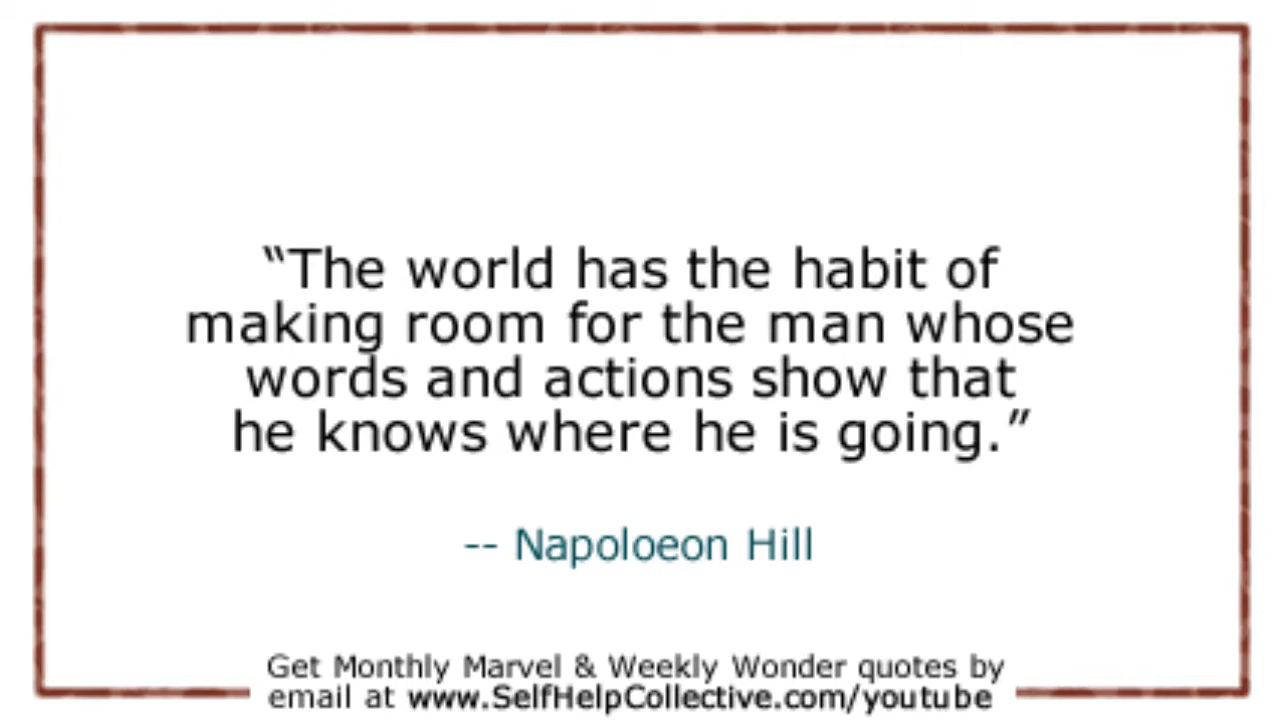 “The world has the habit of
making room for the man whose
words and actions show that
he knows where he is going.”
-- Napoloeon Hill
Get Monthly Marvel & Weekly Wonder quotes by
email at www.SelfHelpCollective.com/youtube